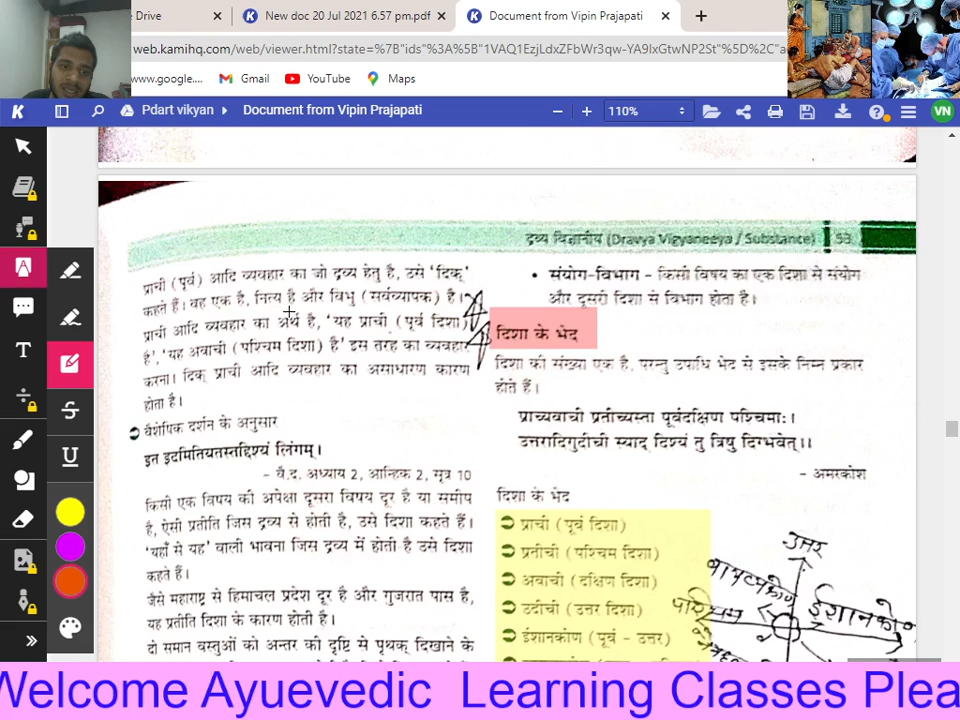 Drive
New doc 20 Jul 2021 6.57 pm.pdf
Document from Vipin Prajapati
web.kamihq.com/web/viewer.html?state=%7B"ids"%3A%5B"1VAQ1EzjLdxZFbWr3qw-YA9lxGtwNP2St"%5D%2C"a
www.google....
Gmail
YouTube
Maps
K
Pdart vikyan
Document from Vipin Prajapati
110%
VN
द्रव्य विज्ञानीय (Dravya Vigyaneeya / Substance) 53
प्राची (पूर्व) आदि व्यवहार का जो द्रव्य हेतु है, उसे 'दिक्'
कहते हैं। वह एक है, नित्य है और विभु (सर्वव्यापक) है।
प्राची आदि व्यवहार का अर्थ है, 'यह प्राची (पूर्व दिशा)
है', 'यह अवाची (पश्चिम दिशा) है' इस तरह का व्यवहार
करना। दिक् प्राची आदि व्यवहार का असाधारण कारण
होता है।
वैशेषिक दर्शन के अनुसार
इत इदमितियतस्तद्दिश्यं लिंगम्।
- वै.द. अध्याय 2, आन्हिक 2, सूत्र 10
किसी एक विषय की अपेक्षा दूसरा विषय दूर है या समीप
है, ऐसी प्रतीति जिस द्रव्य से होती है, उसे दिशा कहते हैं।
'यहाँ से यह' वाली भावना जिस द्रव्य में होती है उसे दिशा
कहते हैं।
जैसे महाराष्ट्र से हिमाचल प्रदेश दूर है और गुजरात पास है,
यह प्रतीति दिशा के कारण होती है।
दो समान वस्तुओं को अन्तर की दृष्टि से पृथक् दिखाने के
• संयोग-विभाग - किसी विषय का एक दिशा से संयोग
और दूसरी दिशा से विभाग होता है।
दिशा के भेद
दिशा की संख्या एक है, परन्तु उपाधि भेद से इसके निम्न प्रकार
होते हैं।
प्राच्यवाची प्रतीच्यस्ता पूर्वदक्षिण पश्चिमाः।
उत्तरादिगुदीची स्याद् दिश्यं तु त्रिषु दिग्भवेत्।।
- अमरकोश
दिशा के भेद
प्राची (पूर्व दिशा)
प्रतीची (पश्चिम दिशा)
अवाची (दक्षिण दिशा)
उदीची (उत्तर दिशा)
ईशानकोण (पूर्व - उत्तर)
उत्तर
वायव्यकोण
पश्चिम
ईशानकोण
Welcome Ayuevedic Learning Classes Plea